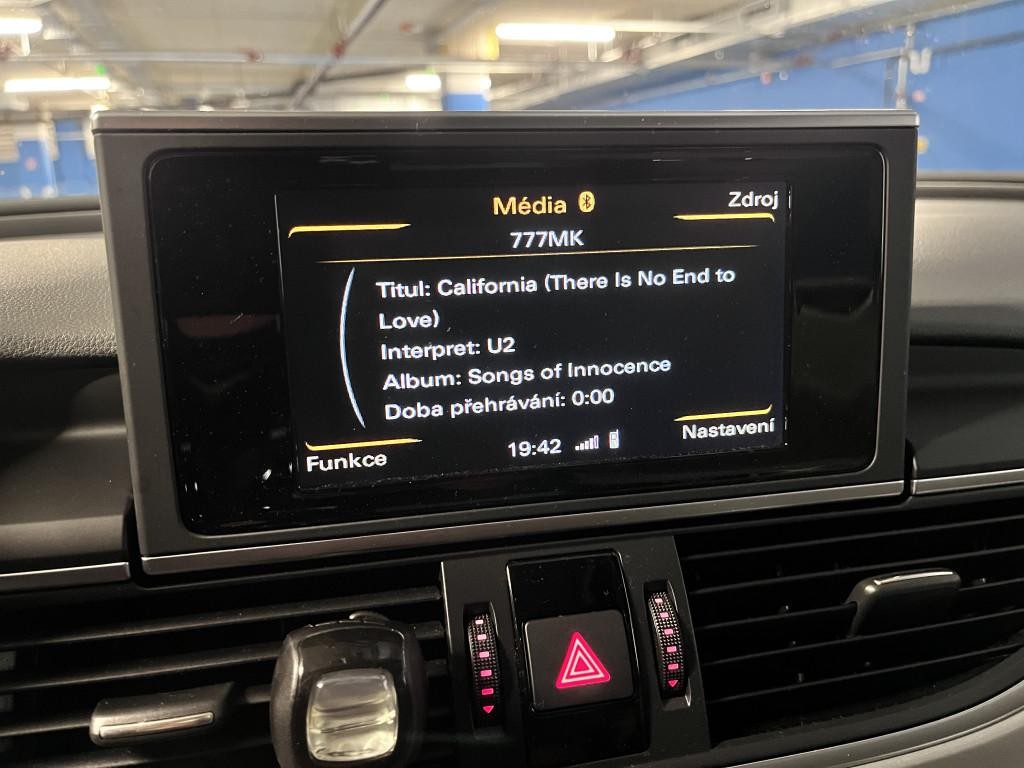 Média
Zdroj
777MK
Titul: California (There Is No End to
Love)
Interpret: U2
Album: Songs of Innocence
Doba přehrávání: 0:00
Funkce
19:42
Nastavení